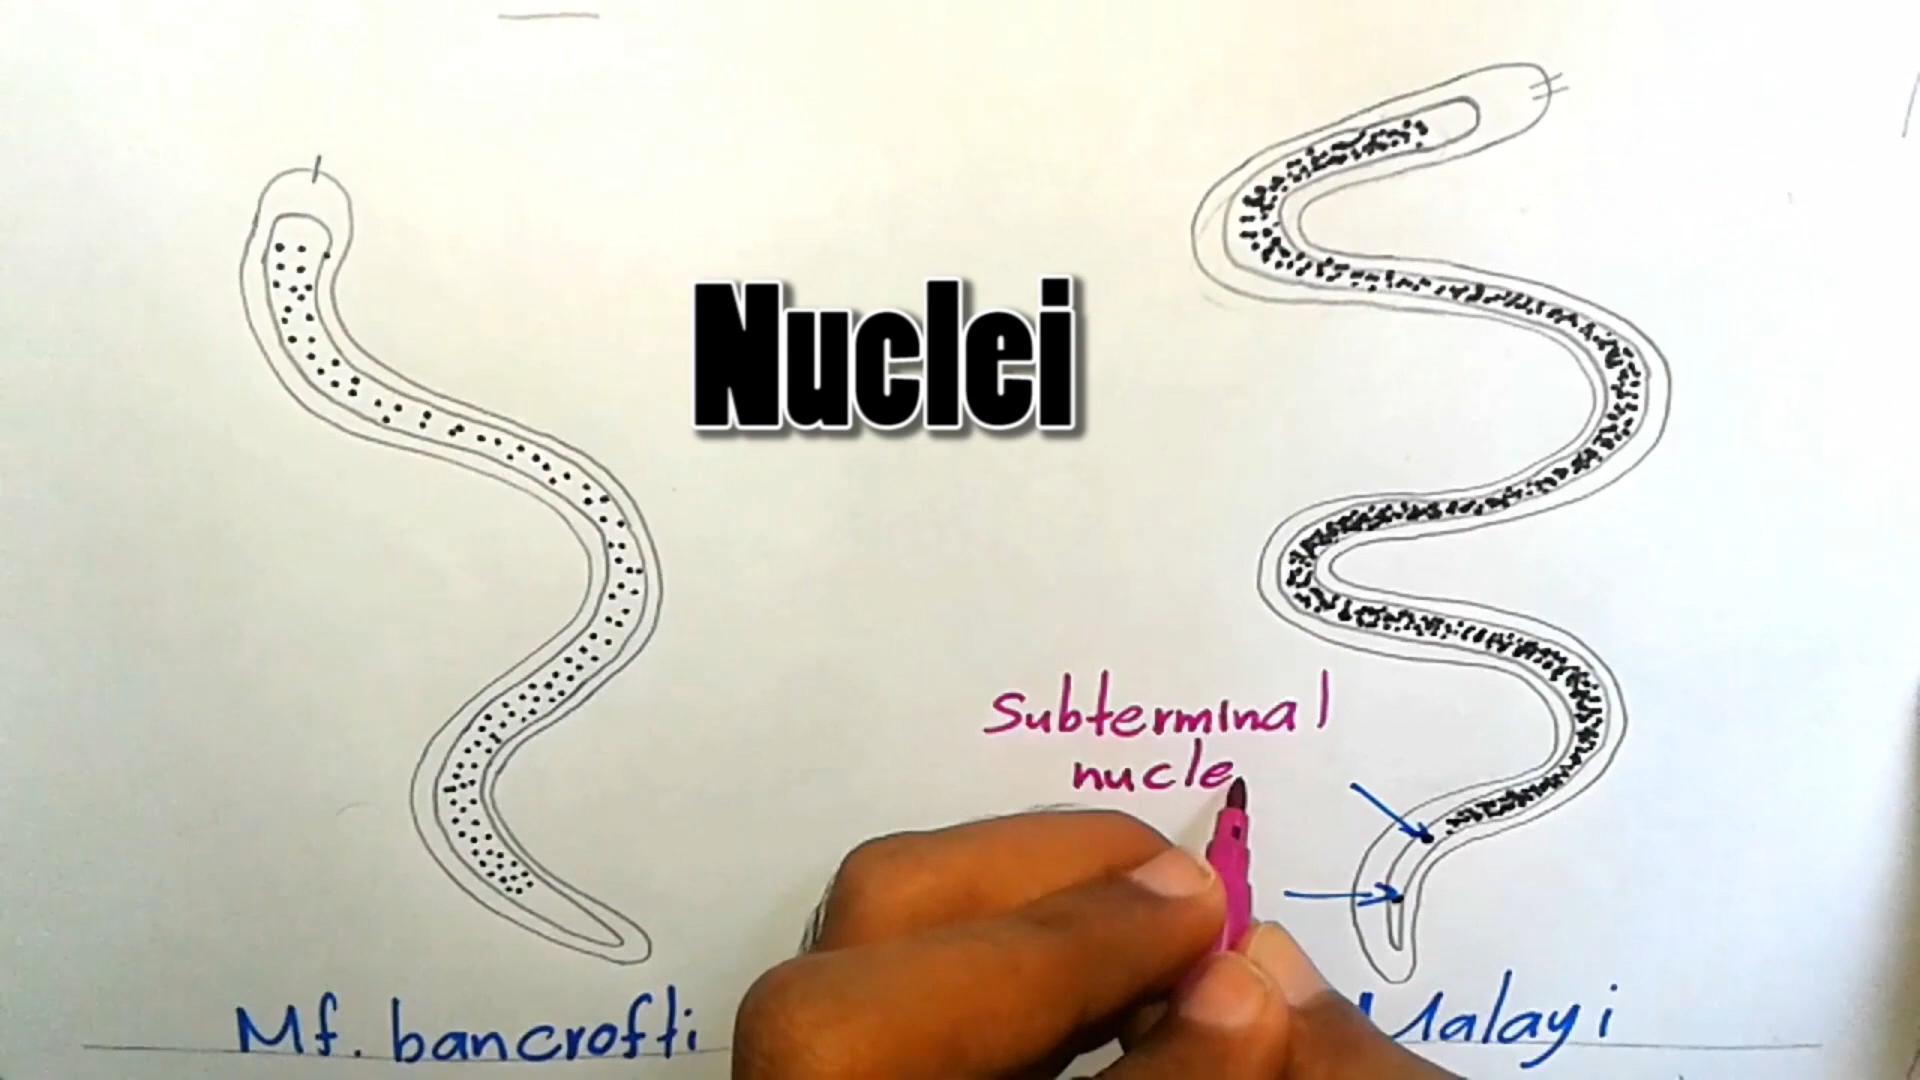 Nuclei
Subterminal
nucle
Mf. bancrofti
Malayi